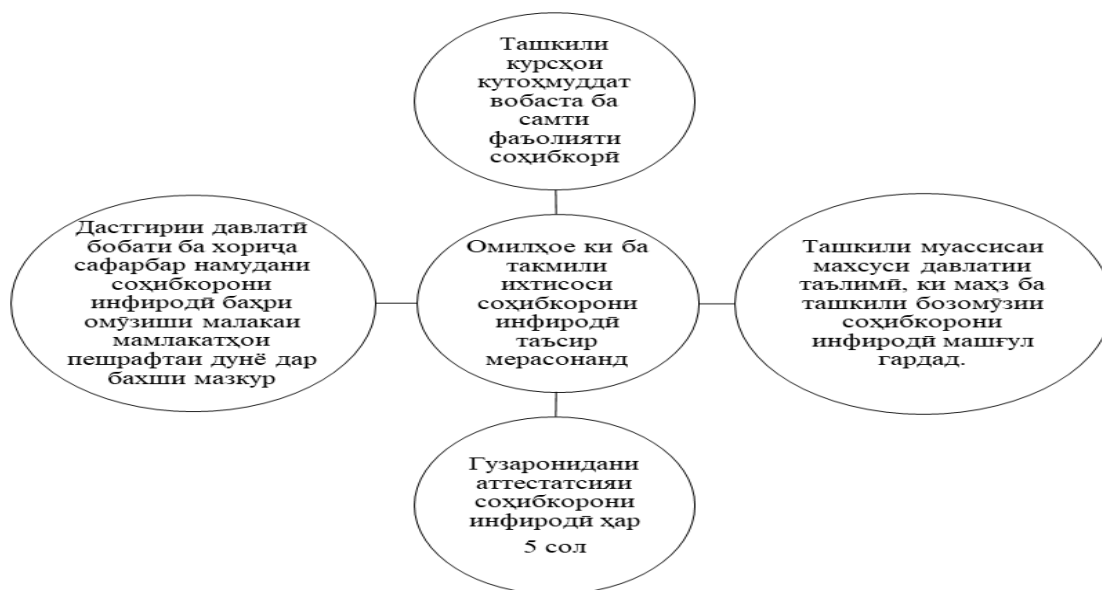 Ташкили
курсҳои
кутоҳмуддат
вобаста ба
самти
фаъолияти
соҳибкорӣ
Дастгирии давлатӣ
бобати ба хориҷа
сафарбар намудани
соҳибкорони
инфиродӣ баҳри
омӯзиши малакаи
мамлакатҳои
пешрафтаи дунё дар
бахши мазкур
Омилҳое ки ба
такмили
ихтисоси
соҳибкорони
инфиродӣ
таъсир
мерасонанд
Ташкили муассисаи
махсуси давлатии
таълимӣ, ки маҳз ба
ташкили бозомӯзии
соҳибкорони
инфиродӣ машғул
гардад.
Гузаронидани
аттестатсияи
соҳибкорони
инфиродӣ ҳар
5 сол